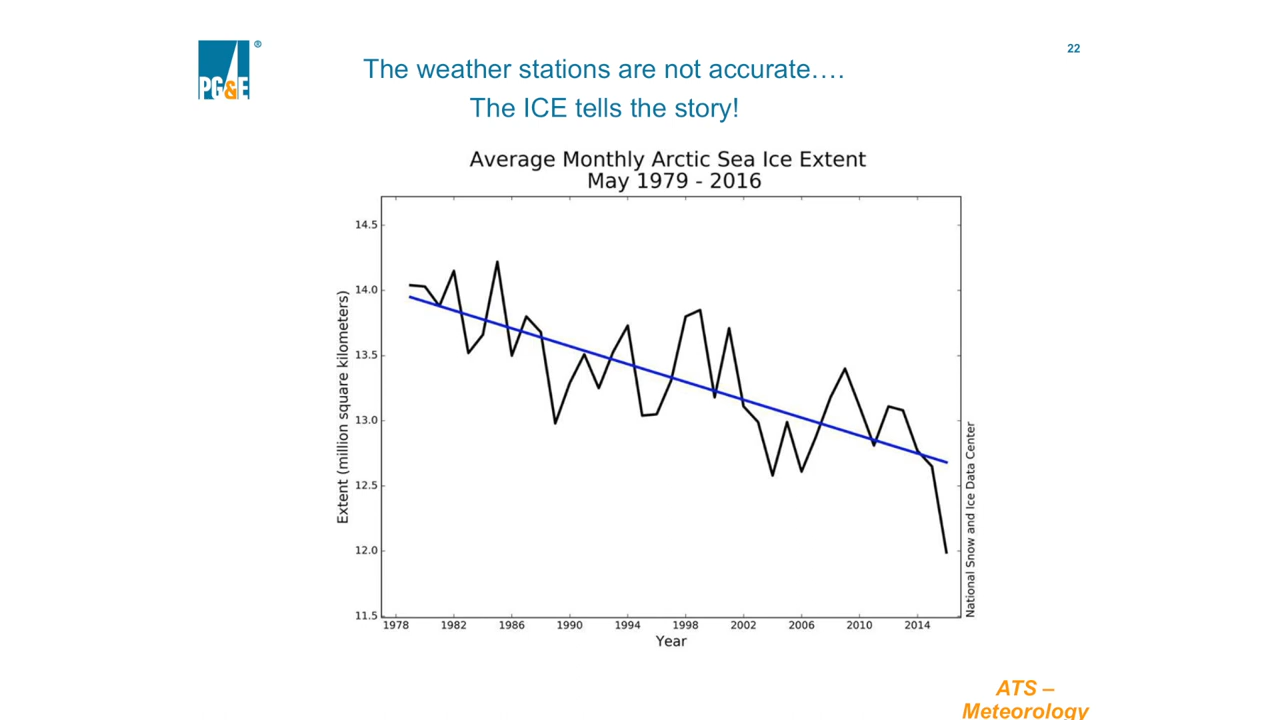 PG&E
®
22
The weather stations are not accurate….
The ICE tells the story!
Average Monthly Arctic Sea Ice Extent
May 1979 - 2016
Extent (million square kilometers)
14.5
14.0
13.5
13.0
12.5
12.0
11.5
1978 1982 1986 1990 1994 1998 2002 2006 2010 2014
Year
National Snow and Ice Data Center
ATS –
Meteorology